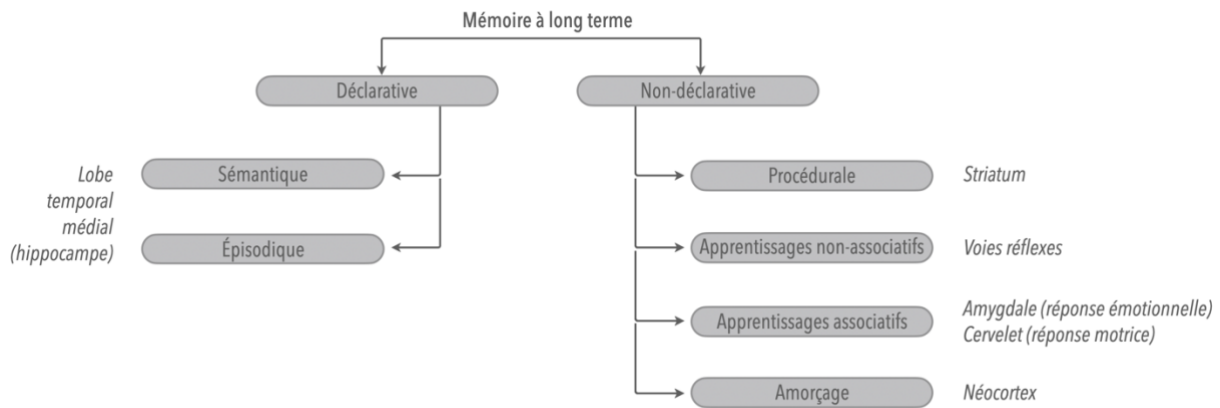 Mémoire à long terme
Déclarative
Non-déclarative
Lobe
temporal
médial
(hippocampe)
Sémantique
Épisodique
Procédurale
Striatum
Apprentissages non-associatifs
Voies réflexes
Apprentissages associatifs
Amygdale (réponse émotionnelle)
Cervelet (réponse motrice)
Amorçage
Néocortex